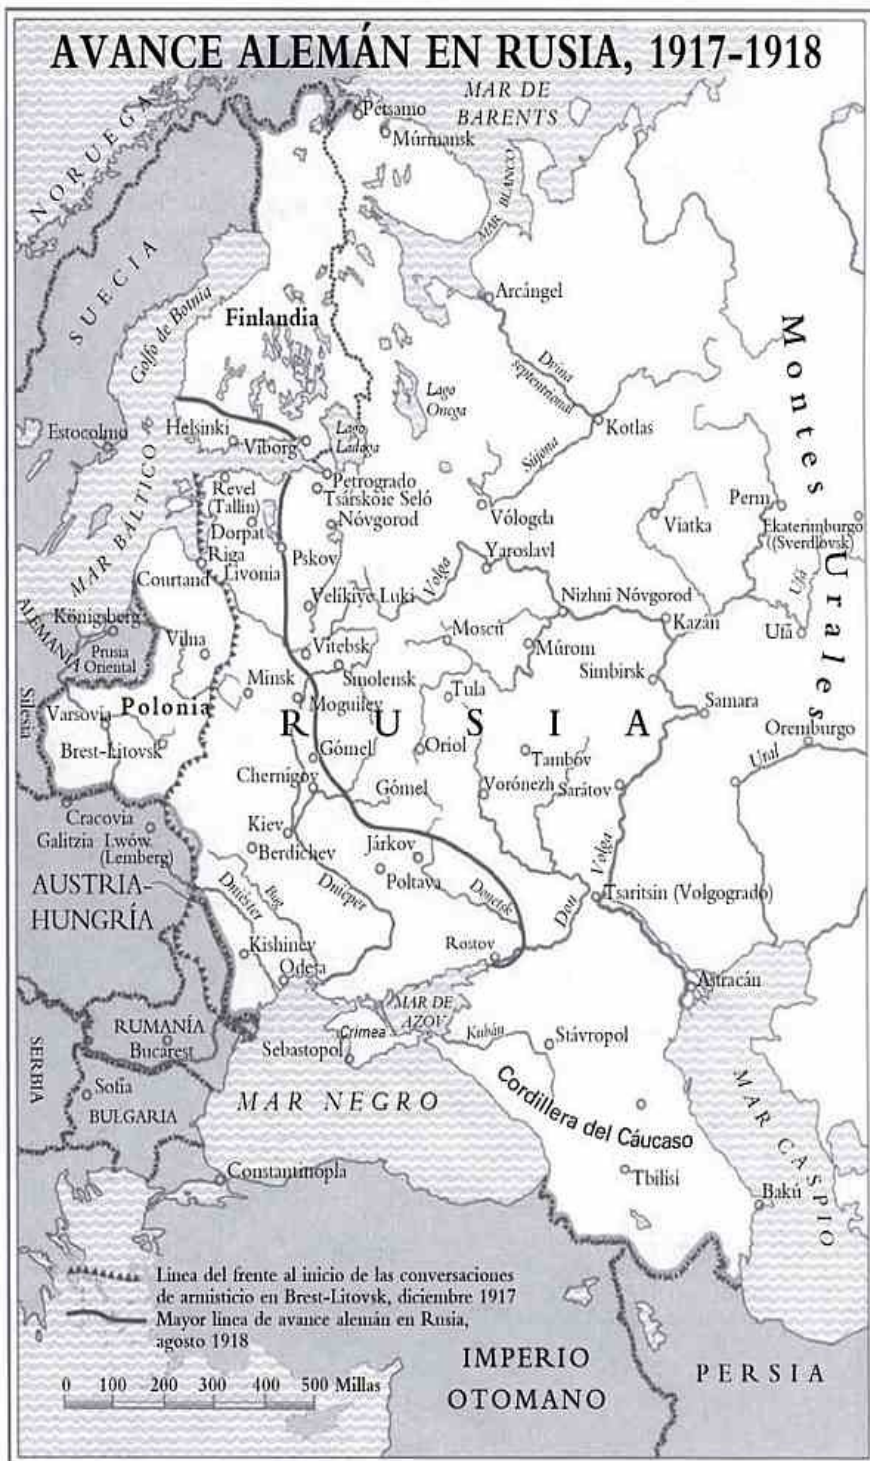 AVANCE ALEMÁN EN RUSIA, 1917-1918
MAR DE
BARENTS
Pétsamo
Múrmansk
NORUEGA
MAR BLANCO
SUECIA
Arcángel
Golfo de Botnia
Finlandia
Montes Urales
Dvina
septentrional
Lago
Onega
Kotlas
Estocolmo
Helsinki
Víborg
Lago
Ladoga
Sújona
MAR BÁLTICO
Revel
(Tallin)
Petrogrado
Tsárskoie Seló
Nóvgorod
Vólogda
Viatka
Perm
Ekaterimburgo
((Sverdlovsk)
Dorpat
Riga
Pskov
Yaroslavl
Courtand
Livonia
Velíkiye Luki
Volga
Nizhni Nóvgorod
Kazán
Ufá
Ufá
ALEMANIA
Königsberg
Prusia
Oriental
Vilna
Vitebsk
Moscú
Múrom
Smolensk
Simbirsk
Silesia
Minsk
Moguilev
Tula
Samara
Varsovia
Polonia
RUSIA
Oremburgo
Brest-Litovsk
Gómel
Oriol
Tambóv
Ural
Chernígov
Gómel
Vorónezh
Sarátov
Cracovia
Galitzia
Lwów
(Lemberg)
Kiev
Berdíchev
Járkov
Poltava
Volga
AUSTRIA-
HUNGRÍA
Dniéster
Bug
Dniéper
Donetsk
Don
Tsaritsin (Volgogrado)
Kishinev
Odesa
Rostov
Astracán
MAR DE
AZOV
RUMANÍA
Bucarest
Crimea
Sebastopol
Kubán
Stávropol
SERBIA
Sofía
BULGARIA
MAR NEGRO
Cordillera del Cáucaso
MAR CASPIO
Constantinopla
Tbilisi
Bakú
Línea del frente al inicio de las conversaciones
de armisticio en Brest-Litovsk, diciembre 1917
Mayor línea de avance alemán en Rusia,
agosto 1918
0 100 200 300 400 500 Millas
IMPERIO
OTOMANO
PERSIA